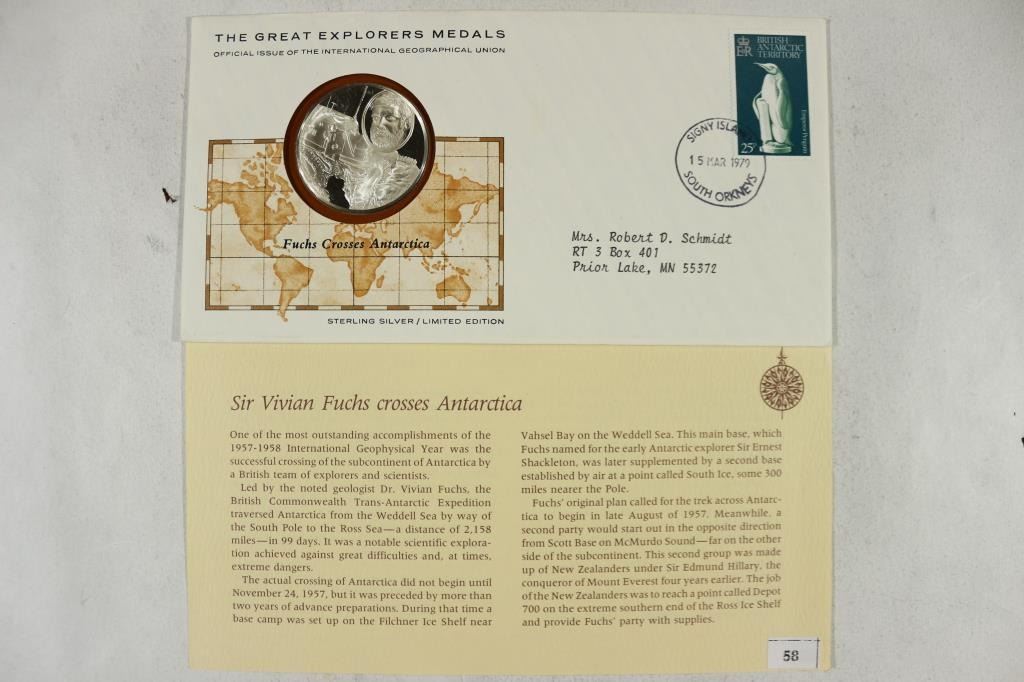 THE GREAT EXPLORERS MEDALS
OFFICIAL ISSUE OF THE INTERNATIONAL GEOGRAPHICAL UNION
Fuchs Crosses Antarctica
STERLING SILVER / LIMITED EDITION
E R
BRITISH
ANTARCTIC
TERRITORY
Emperor Penguin
25p
SIGNY ISLAND
15 MAR 1979
SOUTH ORKNEYS
Mrs. Robert D. Schmidt
RT 3 Box 401
Prior Lake, MN 55372
Sir Vivian Fuchs crosses Antarctica
One of the most outstanding accomplishments of the
1957-1958 International Geophysical Year was the
successful crossing of the subcontinent of Antarctica by
a British team of explorers and scientists.
Led by the noted geologist Dr. Vivian Fuchs, the
British Commonwealth Trans-Antarctic Expedition
traversed Antarctica from the Weddell Sea by way of
the South Pole to the Ross Sea—a distance of 2,158
miles—in 99 days. It was a notable scientific explora-
tion achieved against great difficulties and, at times,
extreme dangers.
The actual crossing of Antarctica did not begin until
November 24, 1957, but it was preceded by more than
two years of advance preparations. During that time a
base camp was set up on the Filchner Ice Shelf near
Vahsel Bay on the Weddell Sea. This main base, which
Fuchs named for the early Antarctic explorer Sir Ernest
Shackleton, was later supplemented by a second base
established by air at a point called South Ice, some 300
miles nearer the Pole.
Fuchs' original plan called for the trek across Antarc-
tica to begin in late August of 1957. Meanwhile, a
second party would start out in the opposite direction
from Scott Base on McMurdo Sound—far on the other
side of the subcontinent. This second group was made
up of New Zealanders under Sir Edmund Hillary, the
conqueror of Mount Everest four years earlier. The job
of the New Zealanders was to reach a point called Depot
700 on the extreme southern end of the Ross Ice Shelf
and provide Fuchs' party with supplies.
58